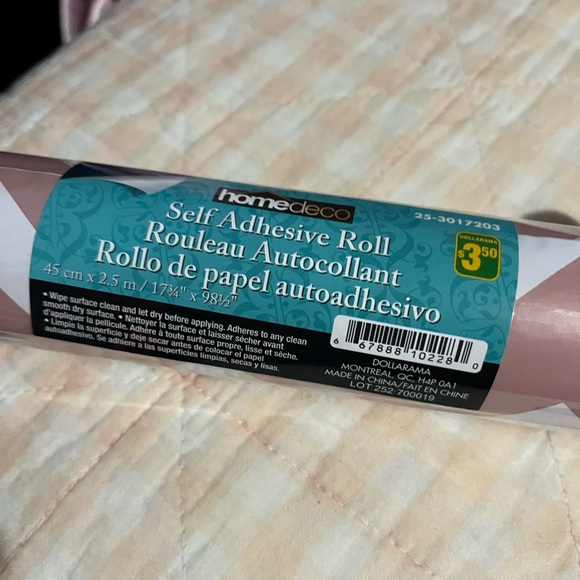 homedeco
25-3017203
Self Adhesive Roll
Rouleau Autocollant
Rollo de papel autoadhesivo
45 cm x 2.5 m / 17¾" x 98½"
DOLLARAMA
$3.50
• Wipe surface clean and let dry before applying. Adheres to any clean
smooth dry surface. • Nettoyer la surface et laisser sécher avant
d'appliquer la pellicule. Adhère à toute surface propre, lisse et sèche.
• Limpie la superficie y deje secar antes de colocar el papel
autoadhesivo. Se adhiere a las superficies limpias, secas y lisas.
6 67888 10228 0
DOLLARAMA
MONTREAL, QC, H4P 0A1
MADE IN CHINA/FAIT EN CHINE
LOT 252-700019